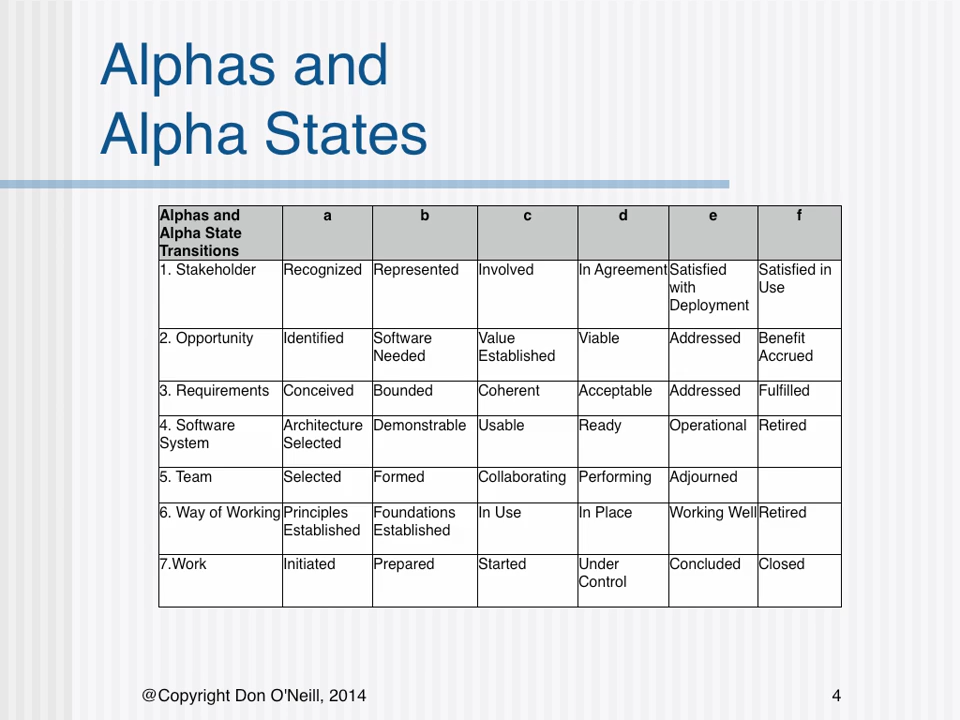 Alphas and
Alpha States
Alphas and
Alpha State
Transitions
a
b
c
d
e
f
1. Stakeholder
Recognized
Represented
Involved
In Agreement
Satisfied
with
Deployment
Satisfied in
Use
2. Opportunity
Identified
Software
Needed
Value
Established
Viable
Addressed
Benefit
Accrued
3. Requirements
Conceived
Bounded
Coherent
Acceptable
Addressed
Fulfilled
4. Software
System
Architecture
Selected
Demonstrable
Usable
Ready
Operational
Retired
5. Team
Selected
Formed
Collaborating
Performing
Adjourned
6. Way of Working
Principles
Established
Foundations
Established
In Use
In Place
Working Well
Retired
7.Work
Initiated
Prepared
Started
Under
Control
Concluded
Closed
@Copyright Don O'Neill, 2014
4